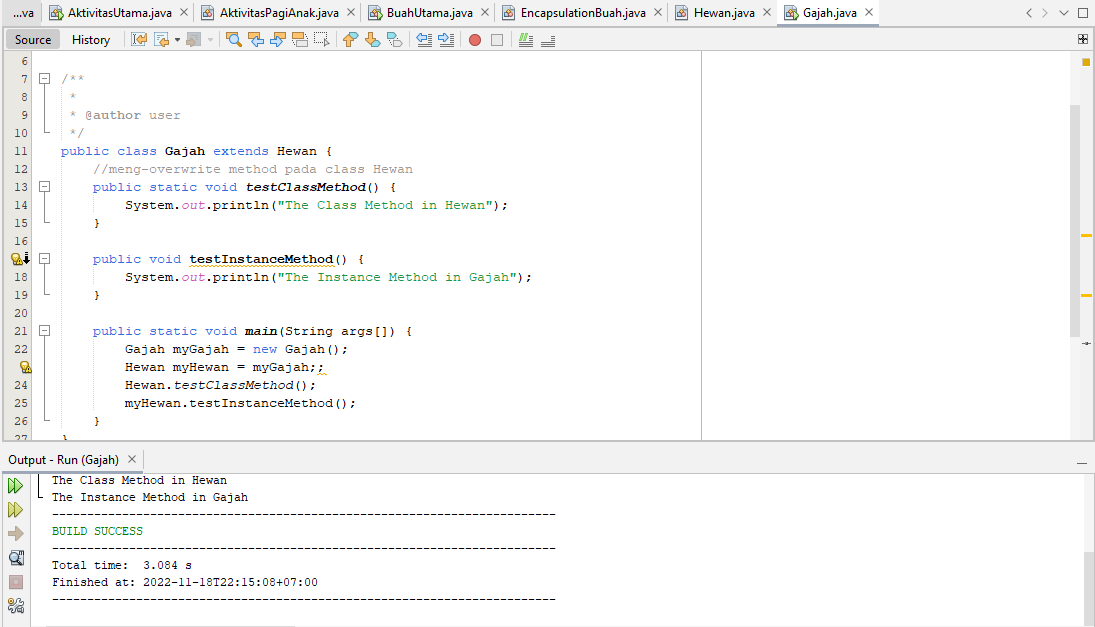 ...va AktivitasUtama.java AktivitasPagiAnak.java BuahUtama.java EncapsulationBuah.java Hewan.java Gajah.java
Source History
6
7 /**
8 *
9 * @author user
10 */
11 public class Gajah extends Hewan {
12 //meng-overwrite method pada class Hewan
13 public static void testClassMethod() {
14 System.out.println("The Class Method in Hewan");
15 }
16
public void testInstanceMethod() {
18 System.out.println("The Instance Method in Gajah");
19 }
20
21 public static void main(String args[]) {
22 Gajah myGajah = new Gajah();
Hewan myHewan = myGajah;;
24 Hewan.testClassMethod();
25 myHewan.testInstanceMethod();
26 }
27 }
Output - Run (Gajah)
The Class Method in Hewan
The Instance Method in Gajah
------------------------------------------------------------------------
BUILD SUCCESS
------------------------------------------------------------------------
Total time: 3.084 s
Finished at: 2022-11-18T22:15:08+07:00
------------------------------------------------------------------------